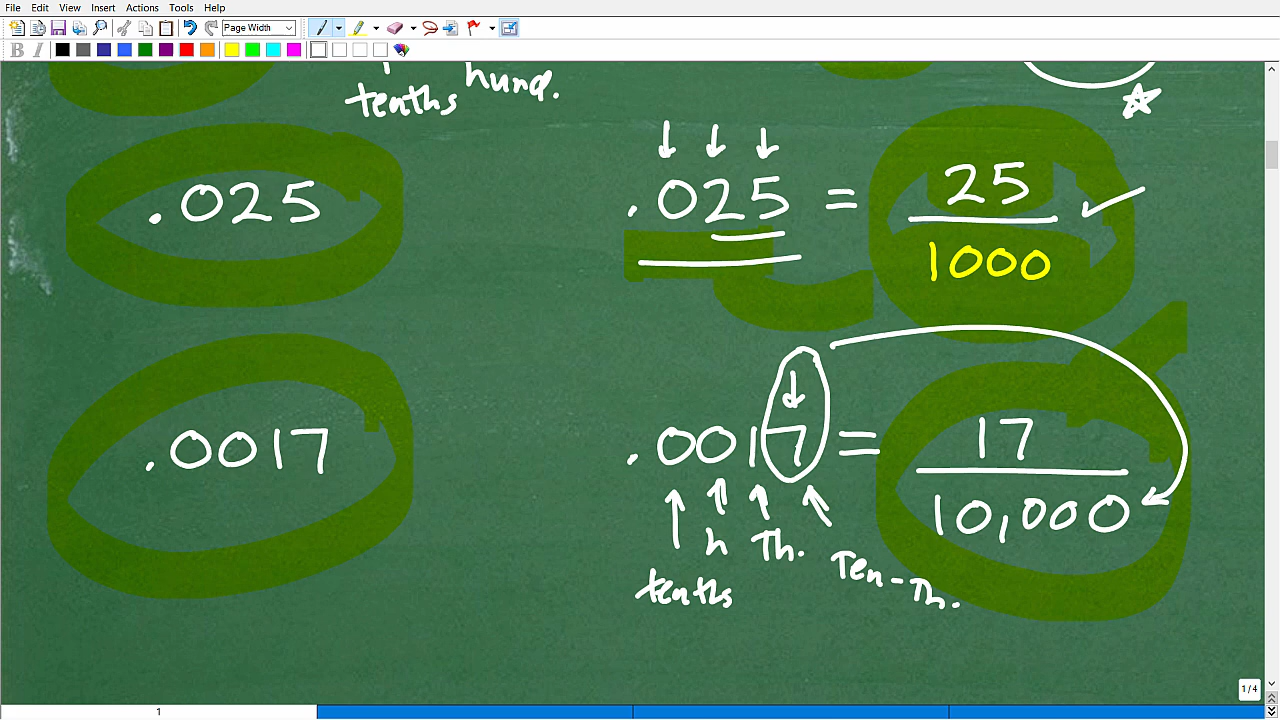 File Edit View Insert Actions Tools Help
Page Width
B I
tenths hund.
.025
.025 = 25/1000
.0017
.0017 = 17/10,000
h Th. Ten-Th.
tenths
1/4
1